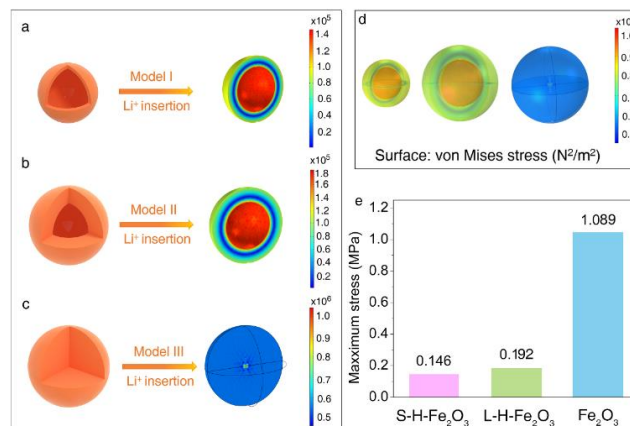 a
Model I
Li⁺ insertion
x10⁵
1.4
1.2
1.0
0.8
0.6
0.4
0.2
b
Model II
Li⁺ insertion
x10⁵
1.8
1.6
1.4
1.2
1.0
0.8
0.6
0.4
0.2
c
Model III
Li⁺ insertion
x10⁶
1.0
0.9
0.8
0.7
0.6
0.5
d
Surface: von Mises stress (N²/m²)
e
Maxximum stress (MPa)
1.2
1.0
0.8
0.6
0.4
0.2
0.0
0.146
0.192
1.089
S-H-Fe₂O₃
L-H-Fe₂O₃
Fe₂O₃